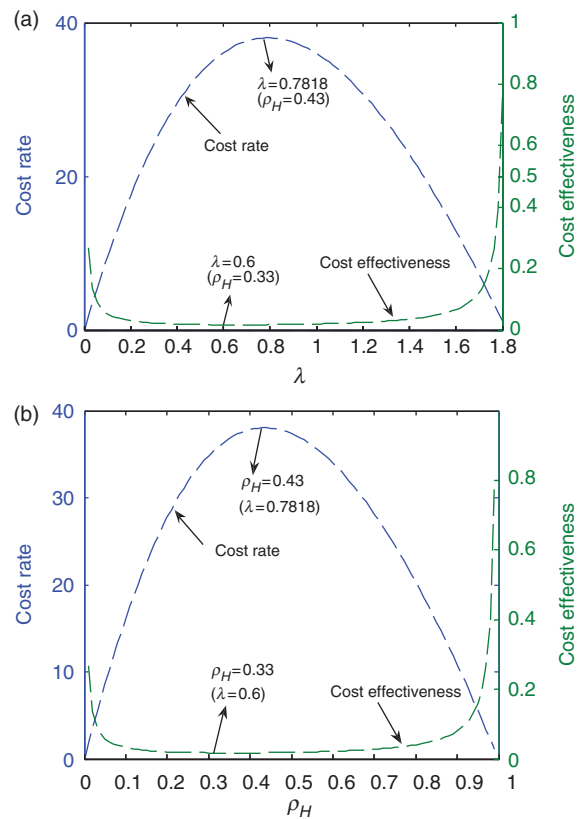 (a)
40
20
0
Cost rate
λ=0.7818
(ρH=0.43)
Cost rate
λ=0.6
(ρH=0.33)
Cost effectiveness
1
0.8
0.6
0.5
0.4
0.2
0
Cost effectiveness
0 0.2 0.4 0.6 0.8 1 1.2 1.4 1.6 1.8
λ
(b)
40
30
20
10
0
Cost rate
ρH=0.43
(λ=0.7818)
Cost rate
ρH=0.33
(λ=0.6)
Cost effectiveness
0.8
0.6
0.4
0.2
0
Cost effectiveness
0 0.1 0.2 0.3 0.4 0.5 0.6 0.7 0.8 0.9 1
ρH